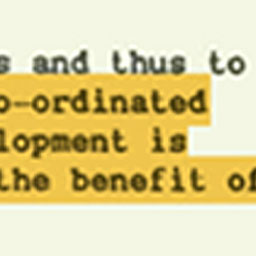 s and thus to
o-ordinated
lopment is
the benefit of